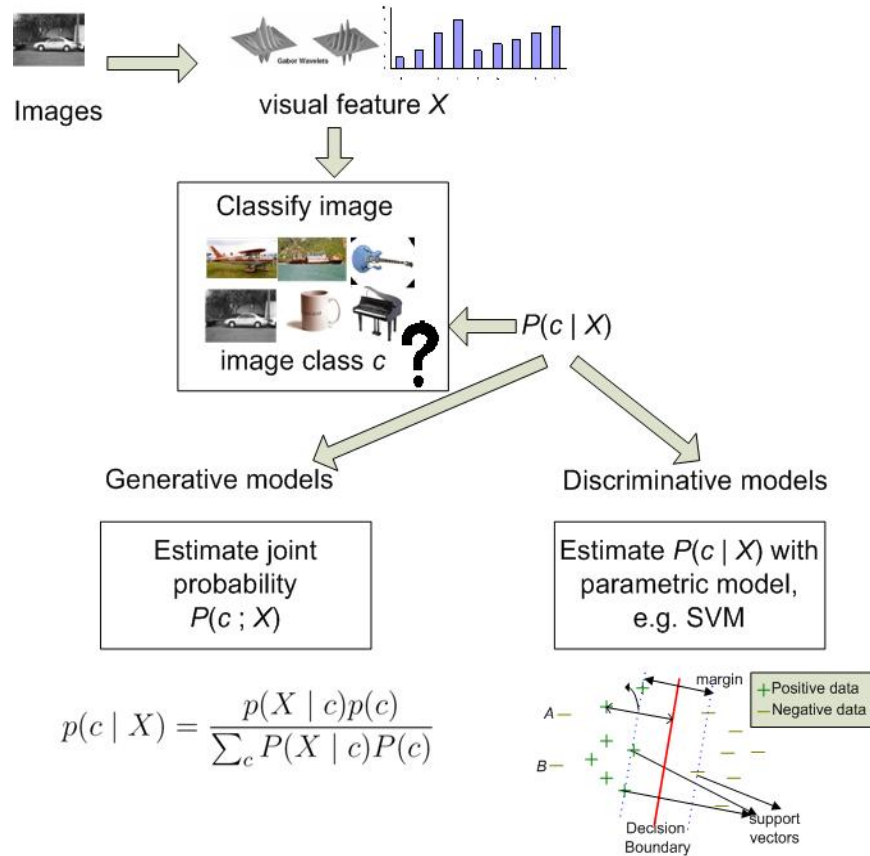 Gabor Wavelets
Images
visual feature X
Classify image
image class c
?
P(c | X)
Generative models
Discriminative models
Estimate joint
probability
P(c ; X)
Estimate P(c | X) with
parametric model,
e.g. SVM
p(c | X) = p(X | c)p(c) / ∑_c P(X | c)P(c)
margin
+ Positive data
− Negative data
A
B
Decision
Boundary
support
vectors